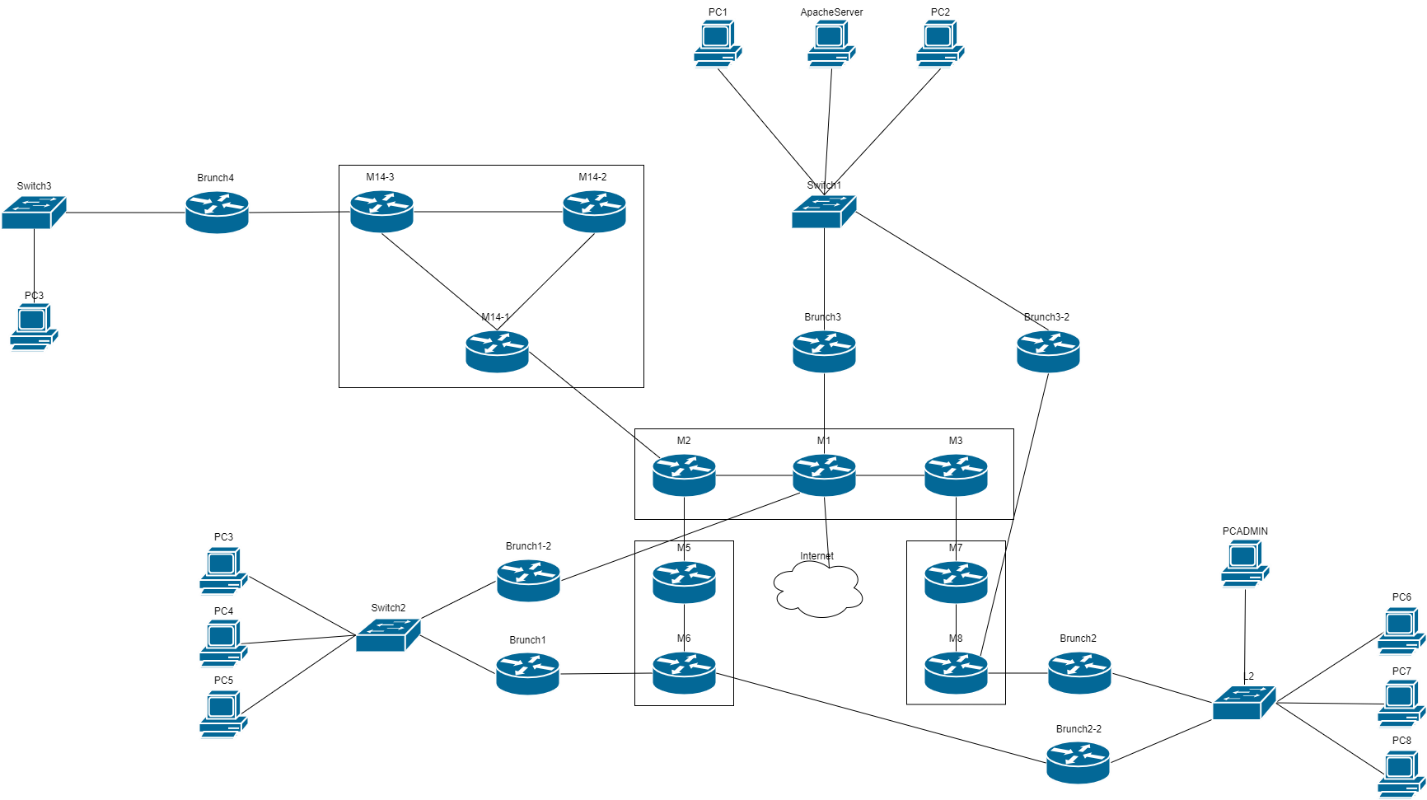 PC1
ApacheServer
PC2
Switch3
Brunch4
M14-3
M14-2
Switch1
PC3
M14-1
Brunch3
Brunch3-2
M2
M1
M3
PC3
Brunch1-2
M5
Internet
M7
PCADMIN
PC4
Switch2
PC6
Brunch1
M6
M8
Brunch2
PC5
L2
PC7
Brunch2-2
PC8